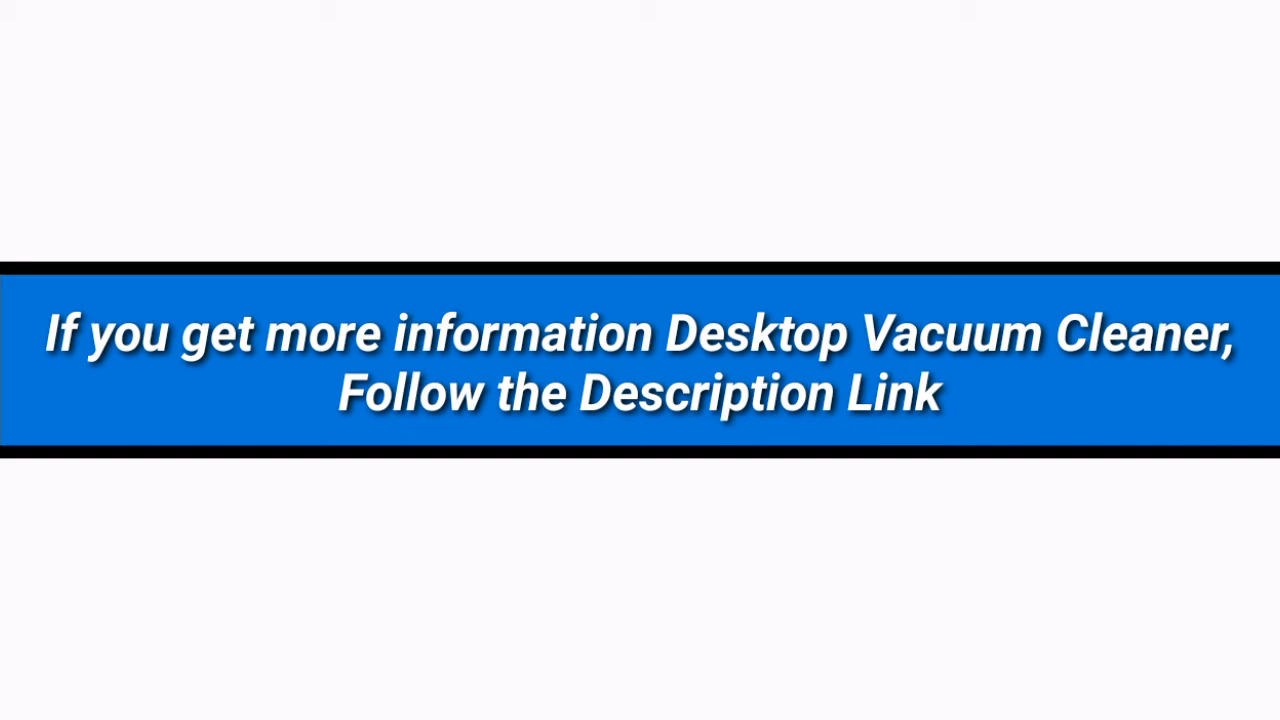 If you get more information Desktop Vacuum Cleaner,
Follow the Description Link